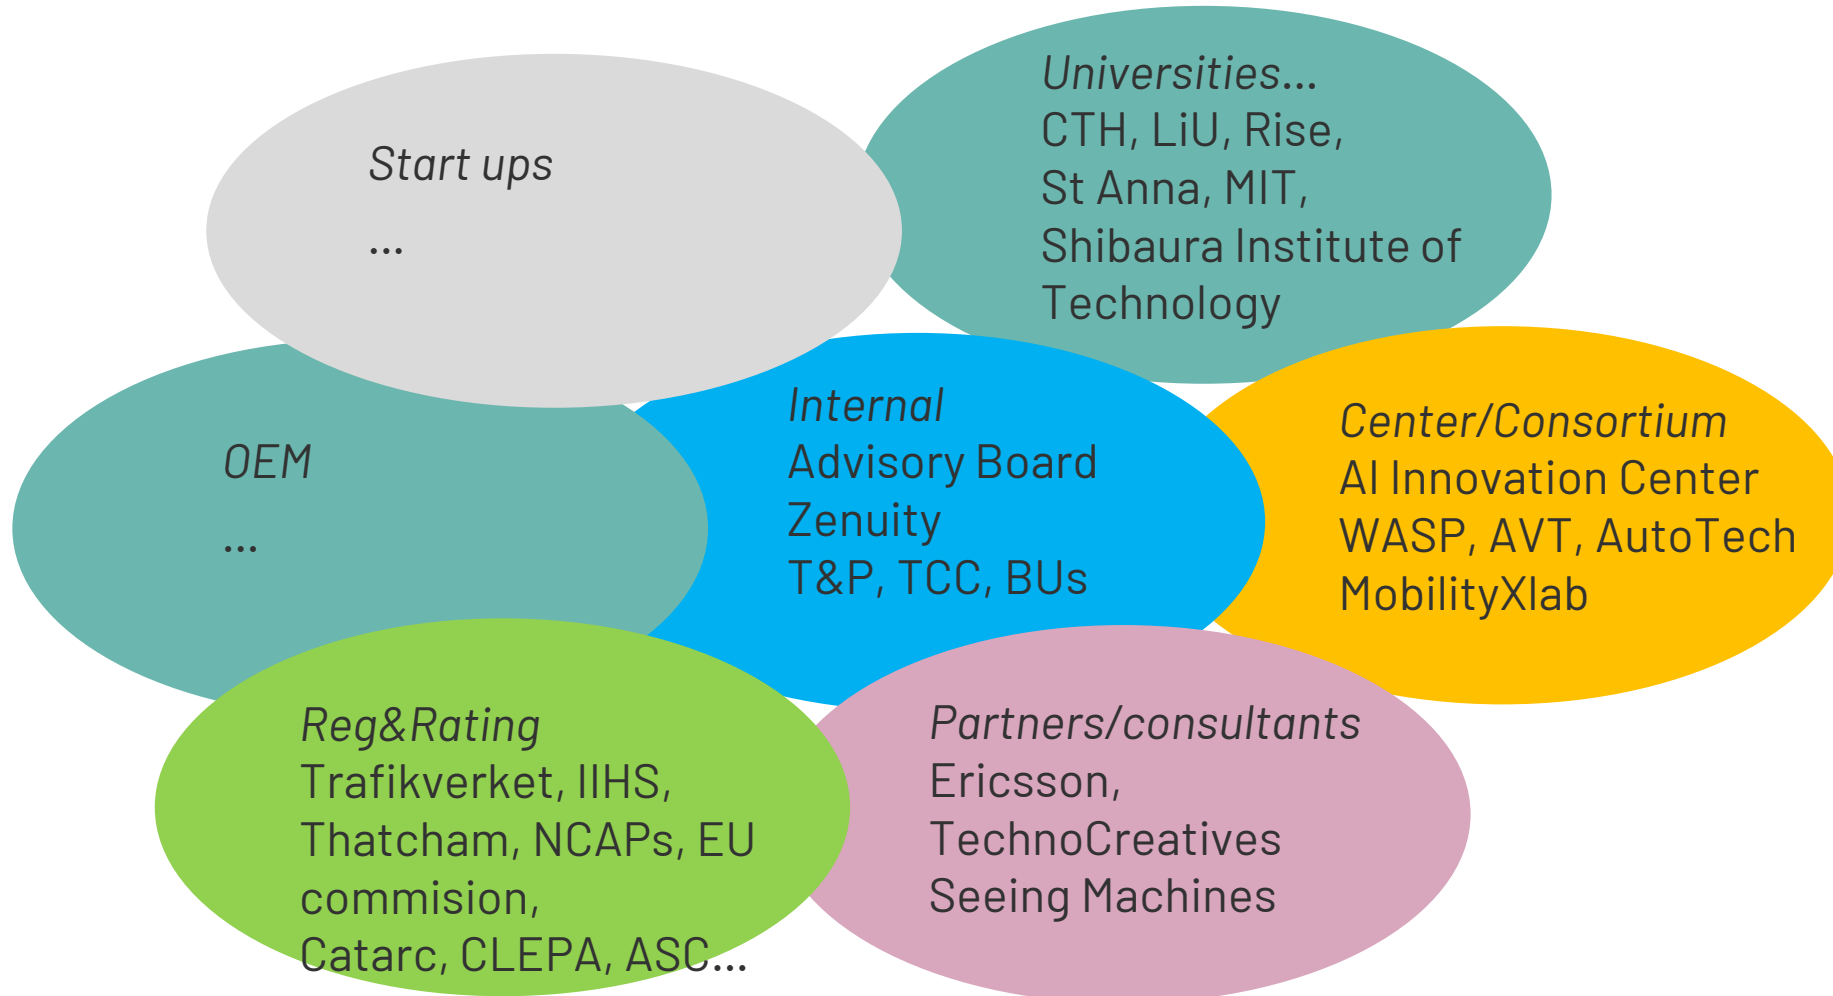 Start ups
...
Universities...
CTH, LiU, Rise,
St Anna, MIT,
Shibaura Institute of
Technology
OEM
...
Internal
Advisory Board
Zenuity
T&P, TCC, BUs
Center/Consortium
AI Innovation Center
WASP, AVT, AutoTech
MobilityXlab
Reg&Rating
Trafikverket, IIHS,
Thatcham, NCAPs, EU
commision,
Catarc, CLEPA, ASC...
Partners/consultants
Ericsson,
TechnoCreatives
Seeing Machines